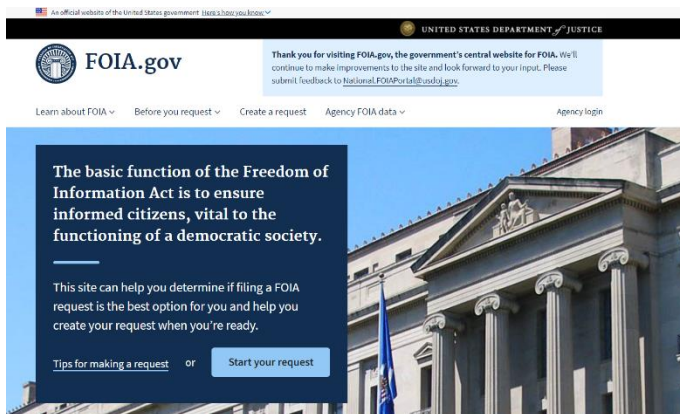 An official website of the United States government Here's how you know
UNITED STATES DEPARTMENT of JUSTICE
FOIA.gov
Thank you for visiting FOIA.gov, the government's central website for FOIA. We'll
continue to make improvements to the site and look forward to your input. Please
submit feedback to National.FOIAPortal@usdoj.gov.
Learn about FOIA Before you request Create a request Agency FOIA data Agency login
The basic function of the Freedom of
Information Act is to ensure
informed citizens, vital to the
functioning of a democratic society.
This site can help you determine if filing a FOIA
request is the best option for you and help you
create your request when you're ready.
Tips for making a request or Start your request